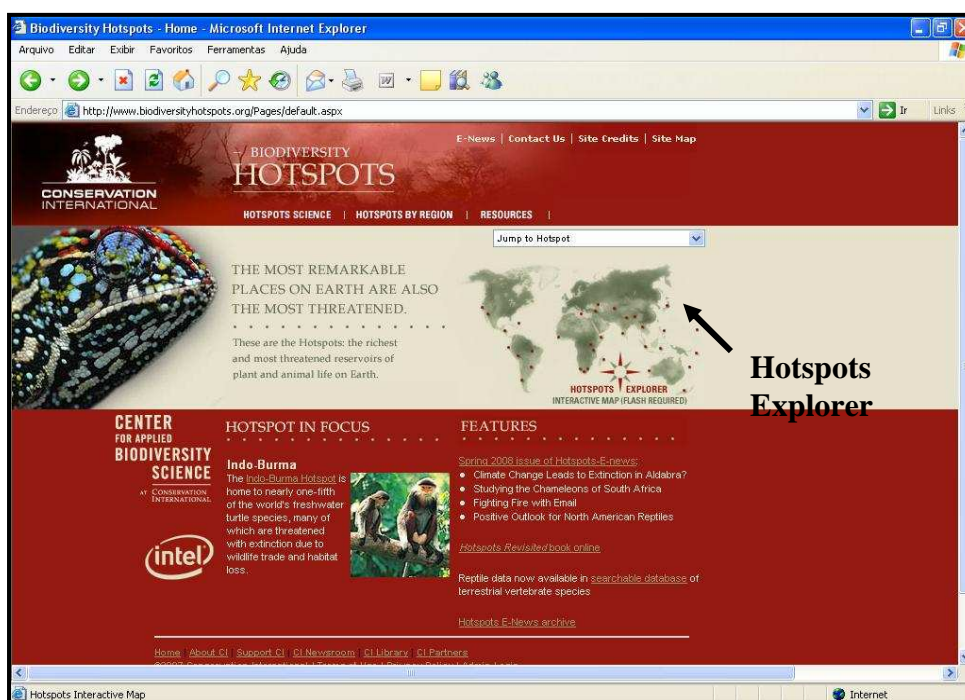 Biodiversity Hotspots - Home - Microsoft Internet Explorer
Arquivo Editar Exibir Favoritos Ferramentas Ajuda
Endereço http://www.biodiversityhotspots.org/Pages/default.aspx Ir Links
E-News | Contact Us | Site Credits | Site Map
BIODIVERSITY
HOTSPOTS
CONSERVATION
INTERNATIONAL
HOTSPOTS SCIENCE | HOTSPOTS BY REGION | RESOURCES |
Jump to Hotspot
THE MOST REMARKABLE
PLACES ON EARTH ARE ALSO
THE MOST THREATENED.
These are the Hotspots: the richest
and most threatened reservoirs of
plant and animal life on Earth.
HOTSPOTS EXPLORER
INTERACTIVE MAP (FLASH REQUIRED)
Hotspots
Explorer
CENTER
FOR APPLIED
BIODIVERSITY
SCIENCE
AT CONSERVATION
INTERNATIONAL
intel
HOTSPOT IN FOCUS
Indo-Burma
The Indo-Burma Hotspot is
home to nearly one-fifth
of the world's freshwater
turtle species, many of
which are threatened
with extinction due to
wildlife trade and habitat
loss.
FEATURES
Spring 2008 issue of Hotspots-E-news:
• Climate Change Leads to Extinction in Aldabra?
• Studying the Chameleons of South Africa
• Fighting Fire with Email
• Positive Outlook for North American Reptiles
Hotspots Revisited book online
Reptile data now available in searchable database of
terrestrial vertebrate species
Hotspots E-News archive
Home | About CI | Support CI | CI Newsroom | CI Library | CI Partners
Hotspots Interactive Map Internet